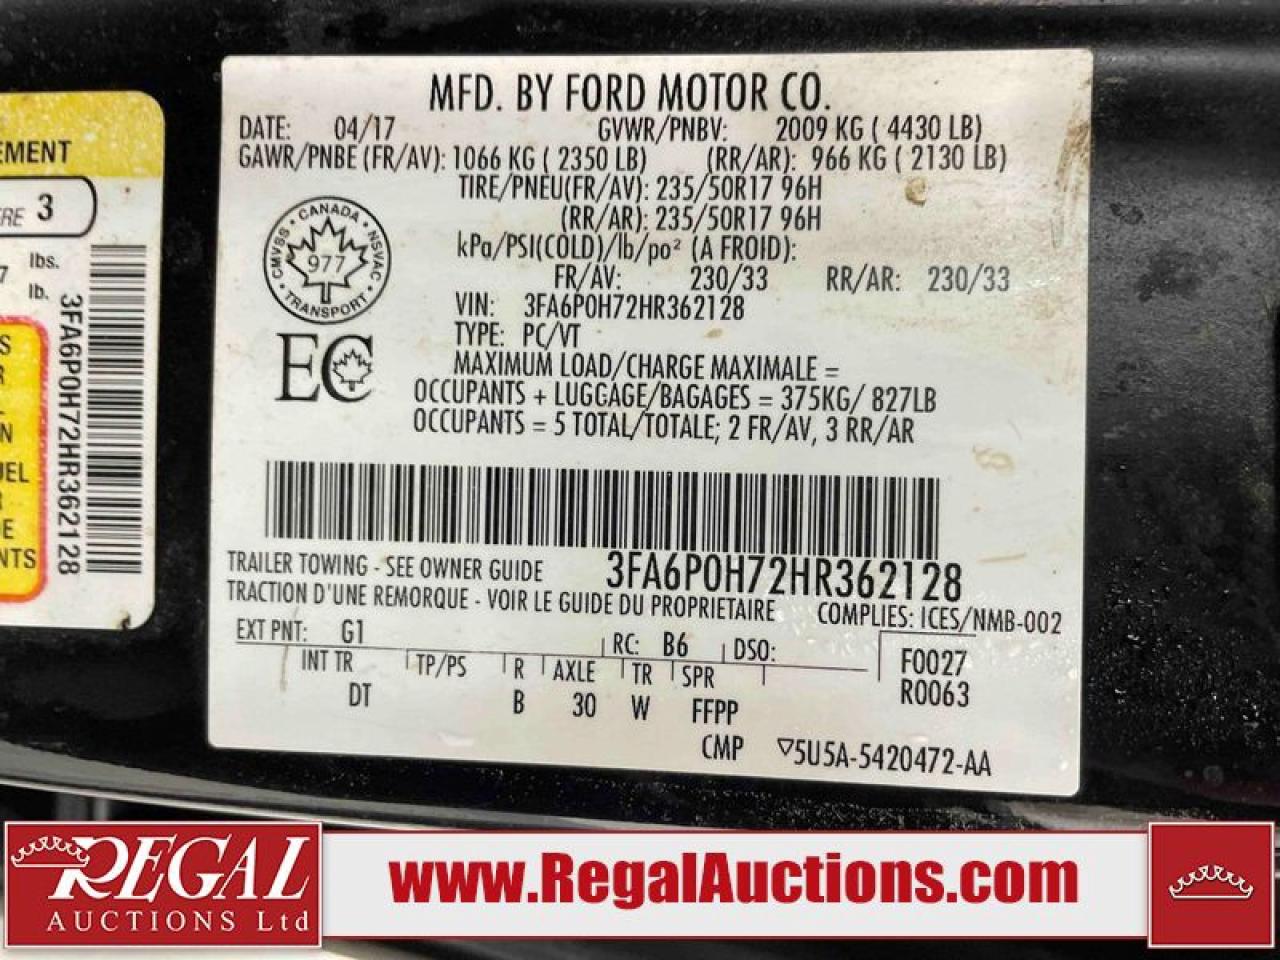 MFD. BY FORD MOTOR CO.
DATE: 04/17 GVWR/PNBV: 2009 KG ( 4430 LB)
GAWR/PNBE (FR/AV): 1066 KG ( 2350 LB) (RR/AR): 966 KG ( 2130 LB)
TIRE/PNEU(FR/AV): 235/50R17 96H
(RR/AR): 235/50R17 96H
kPa/PSI(COLD)/lb/po² (A FROID):
FR/AV: 230/33 RR/AR: 230/33
VIN: 3FA6P0H72HR362128
TYPE: PC/VT
MAXIMUM LOAD/CHARGE MAXIMALE =
OCCUPANTS + LUGGAGE/BAGAGES = 375KG/ 827LB
OCCUPANTS = 5 TOTAL/TOTALE; 2 FR/AV, 3 RR/AR
CANADA
CMVSS • NSVAC
977
TRANSPORT
EC
3FA6P0H72HR362128
TRAILER TOWING - SEE OWNER GUIDE
TRACTION D'UNE REMORQUE - VOIR LE GUIDE DU PROPRIETAIRE
COMPLIES: ICES/NMB-002
EXT PNT: G1 RC: B6 DSO:
INT TR TP/PS R AXLE TR SPR F0027
DT B 30 W FFPP R0063
CMP ▽5U5A-5420472-AA
EMENT
3
lbs.
7 lb.
3FA6P0H72HR362128
UEL
NTS
REGAL
AUCTIONS Ltd
www.RegalAuctions.com